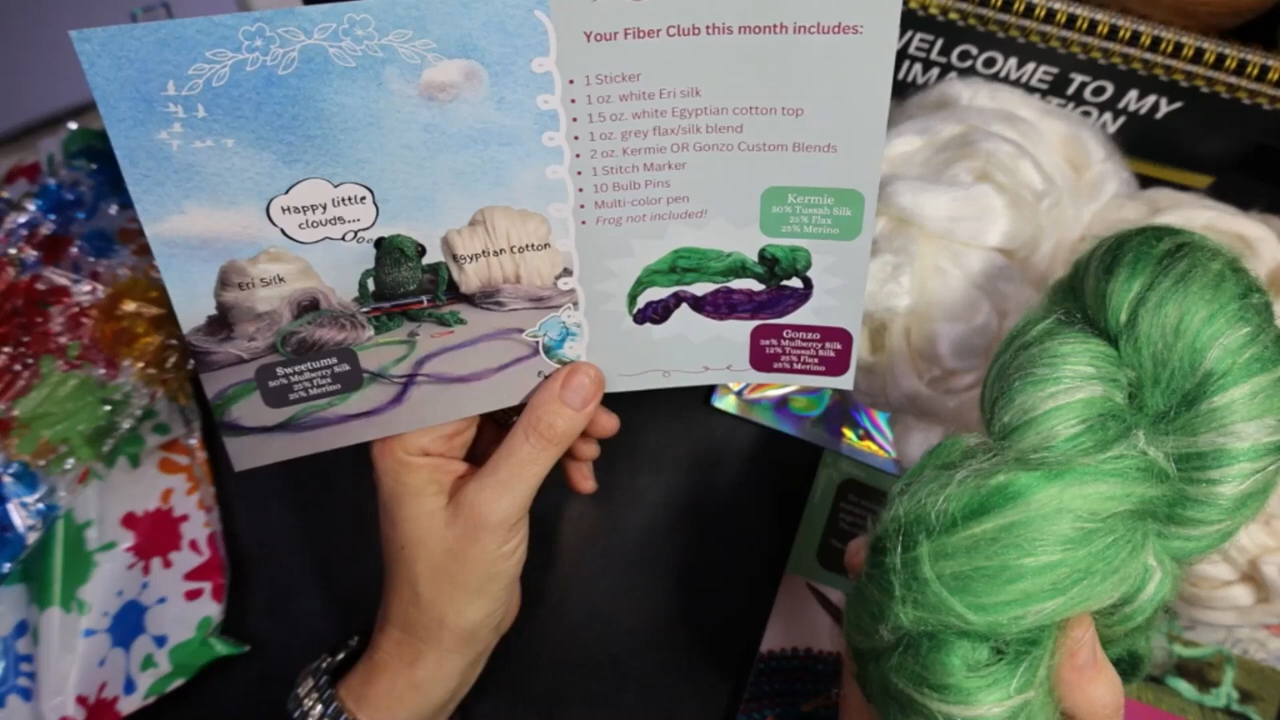 Happy little
clouds...
Eri Silk
Egyptian Cotton
Sweetums
50% Mulberry Silk
25% Flax
25% Merino
Your Fiber Club this month includes:
• 1 Sticker
• 1 oz. white Eri silk
• 1.5 oz. white Egyptian cotton top
• 1 oz. grey flax/silk blend
• 2 oz. Kermie OR Gonzo Custom Blends
• 1 Stitch Marker
• 10 Bulb Pins
• Multi-color pen
• Frog not included!
Kermie
50% Tussah Silk
25% Flax
25% Merino
Gonzo
38% Mulberry Silk
12% Tussah Silk
25% Flax
25% Merino
WELCOME TO MY